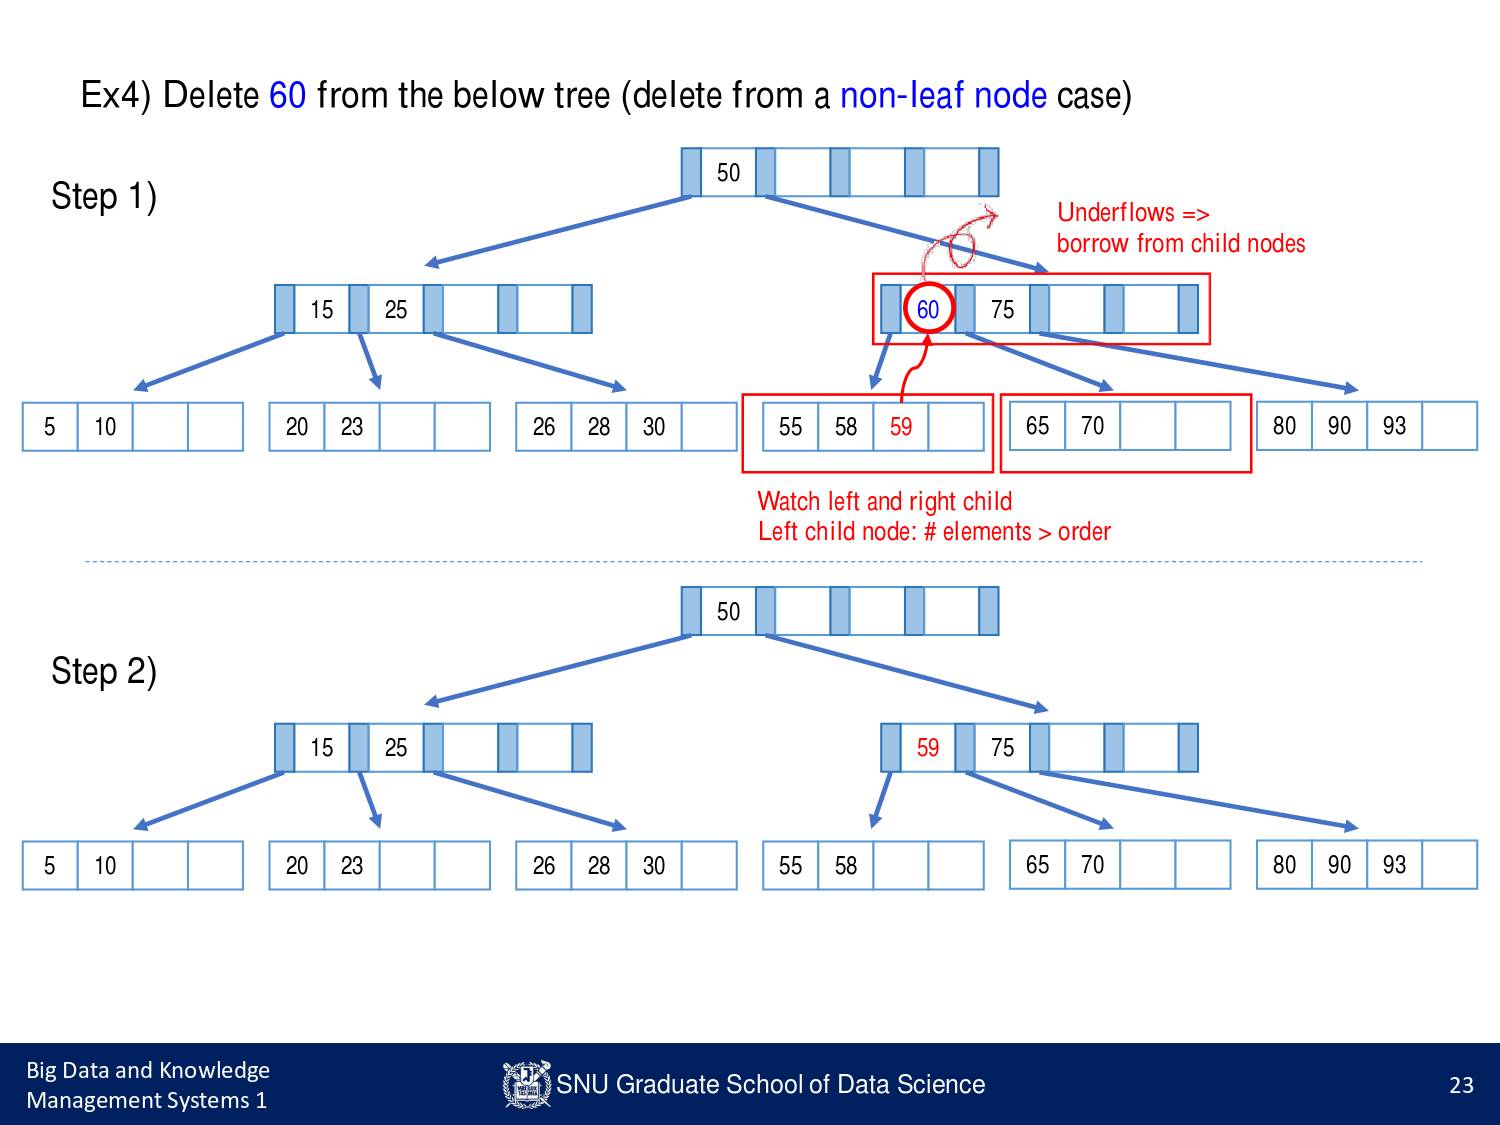 Ex4) Delete 60 from the below tree (delete from a non-leaf node case)
Step 1)
50
Underflows =>
borrow from child nodes
15 25
60 75
5 10
20 23
26 28 30
55 58 59
65 70
80 90 93
Watch left and right child
Left child node: # elements > order
Step 2)
50
15 25
59 75
5 10
20 23
26 28 30
55 58
65 70
80 90 93
Big Data and Knowledge
Management Systems 1
SNU Graduate School of Data Science
23